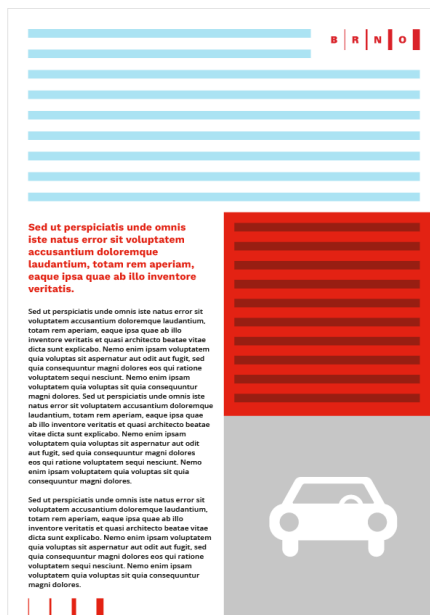 B R N O
Sed ut perspiciatis unde omnis
iste natus error sit voluptatem
accusantium doloremque
laudantium, totam rem aperiam,
eaque ipsa quae ab illo inventore
veritatis.
Sed ut perspiciatis unde omnis iste natus error sit
voluptatem accusantium doloremque laudantium,
totam rem aperiam, eaque ipsa quae ab illo
inventore veritatis et quasi architecto beatae vitae
dicta sunt explicabo. Nemo enim ipsam voluptatem
quia voluptas sit aspernatur aut odit aut fugit, sed
quia consequuntur magni dolores eos qui ratione
voluptatem sequi nesciunt. Nemo enim ipsam
voluptatem quia voluptas sit quia consequuntur
magni dolores. Sed ut perspiciatis unde omnis iste
natus error sit voluptatem accusantium doloremque
laudantium, totam rem aperiam, eaque ipsa quae
ab illo inventore veritatis et quasi architecto beatae
vitae dicta sunt explicabo. Nemo enim ipsam
voluptatem quia voluptas sit aspernatur aut odit
aut fugit, sed quia consequuntur magni dolores
eos qui ratione voluptatem sequi nesciunt. Nemo
enim ipsam voluptatem quia voluptas sit quia
consequuntur magni dolores.
Sed ut perspiciatis unde omnis iste natus error sit
voluptatem accusantium doloremque laudantium,
totam rem aperiam, eaque ipsa quae ab illo
inventore veritatis et quasi architecto beatae vitae
dicta sunt explicabo. Nemo enim ipsam voluptatem
quia voluptas sit aspernatur aut odit aut fugit, sed
quia consequuntur magni dolores eos qui ratione
voluptatem sequi nesciunt. Nemo enim ipsam
voluptatem quia voluptas sit quia consequuntur
magni dolores.